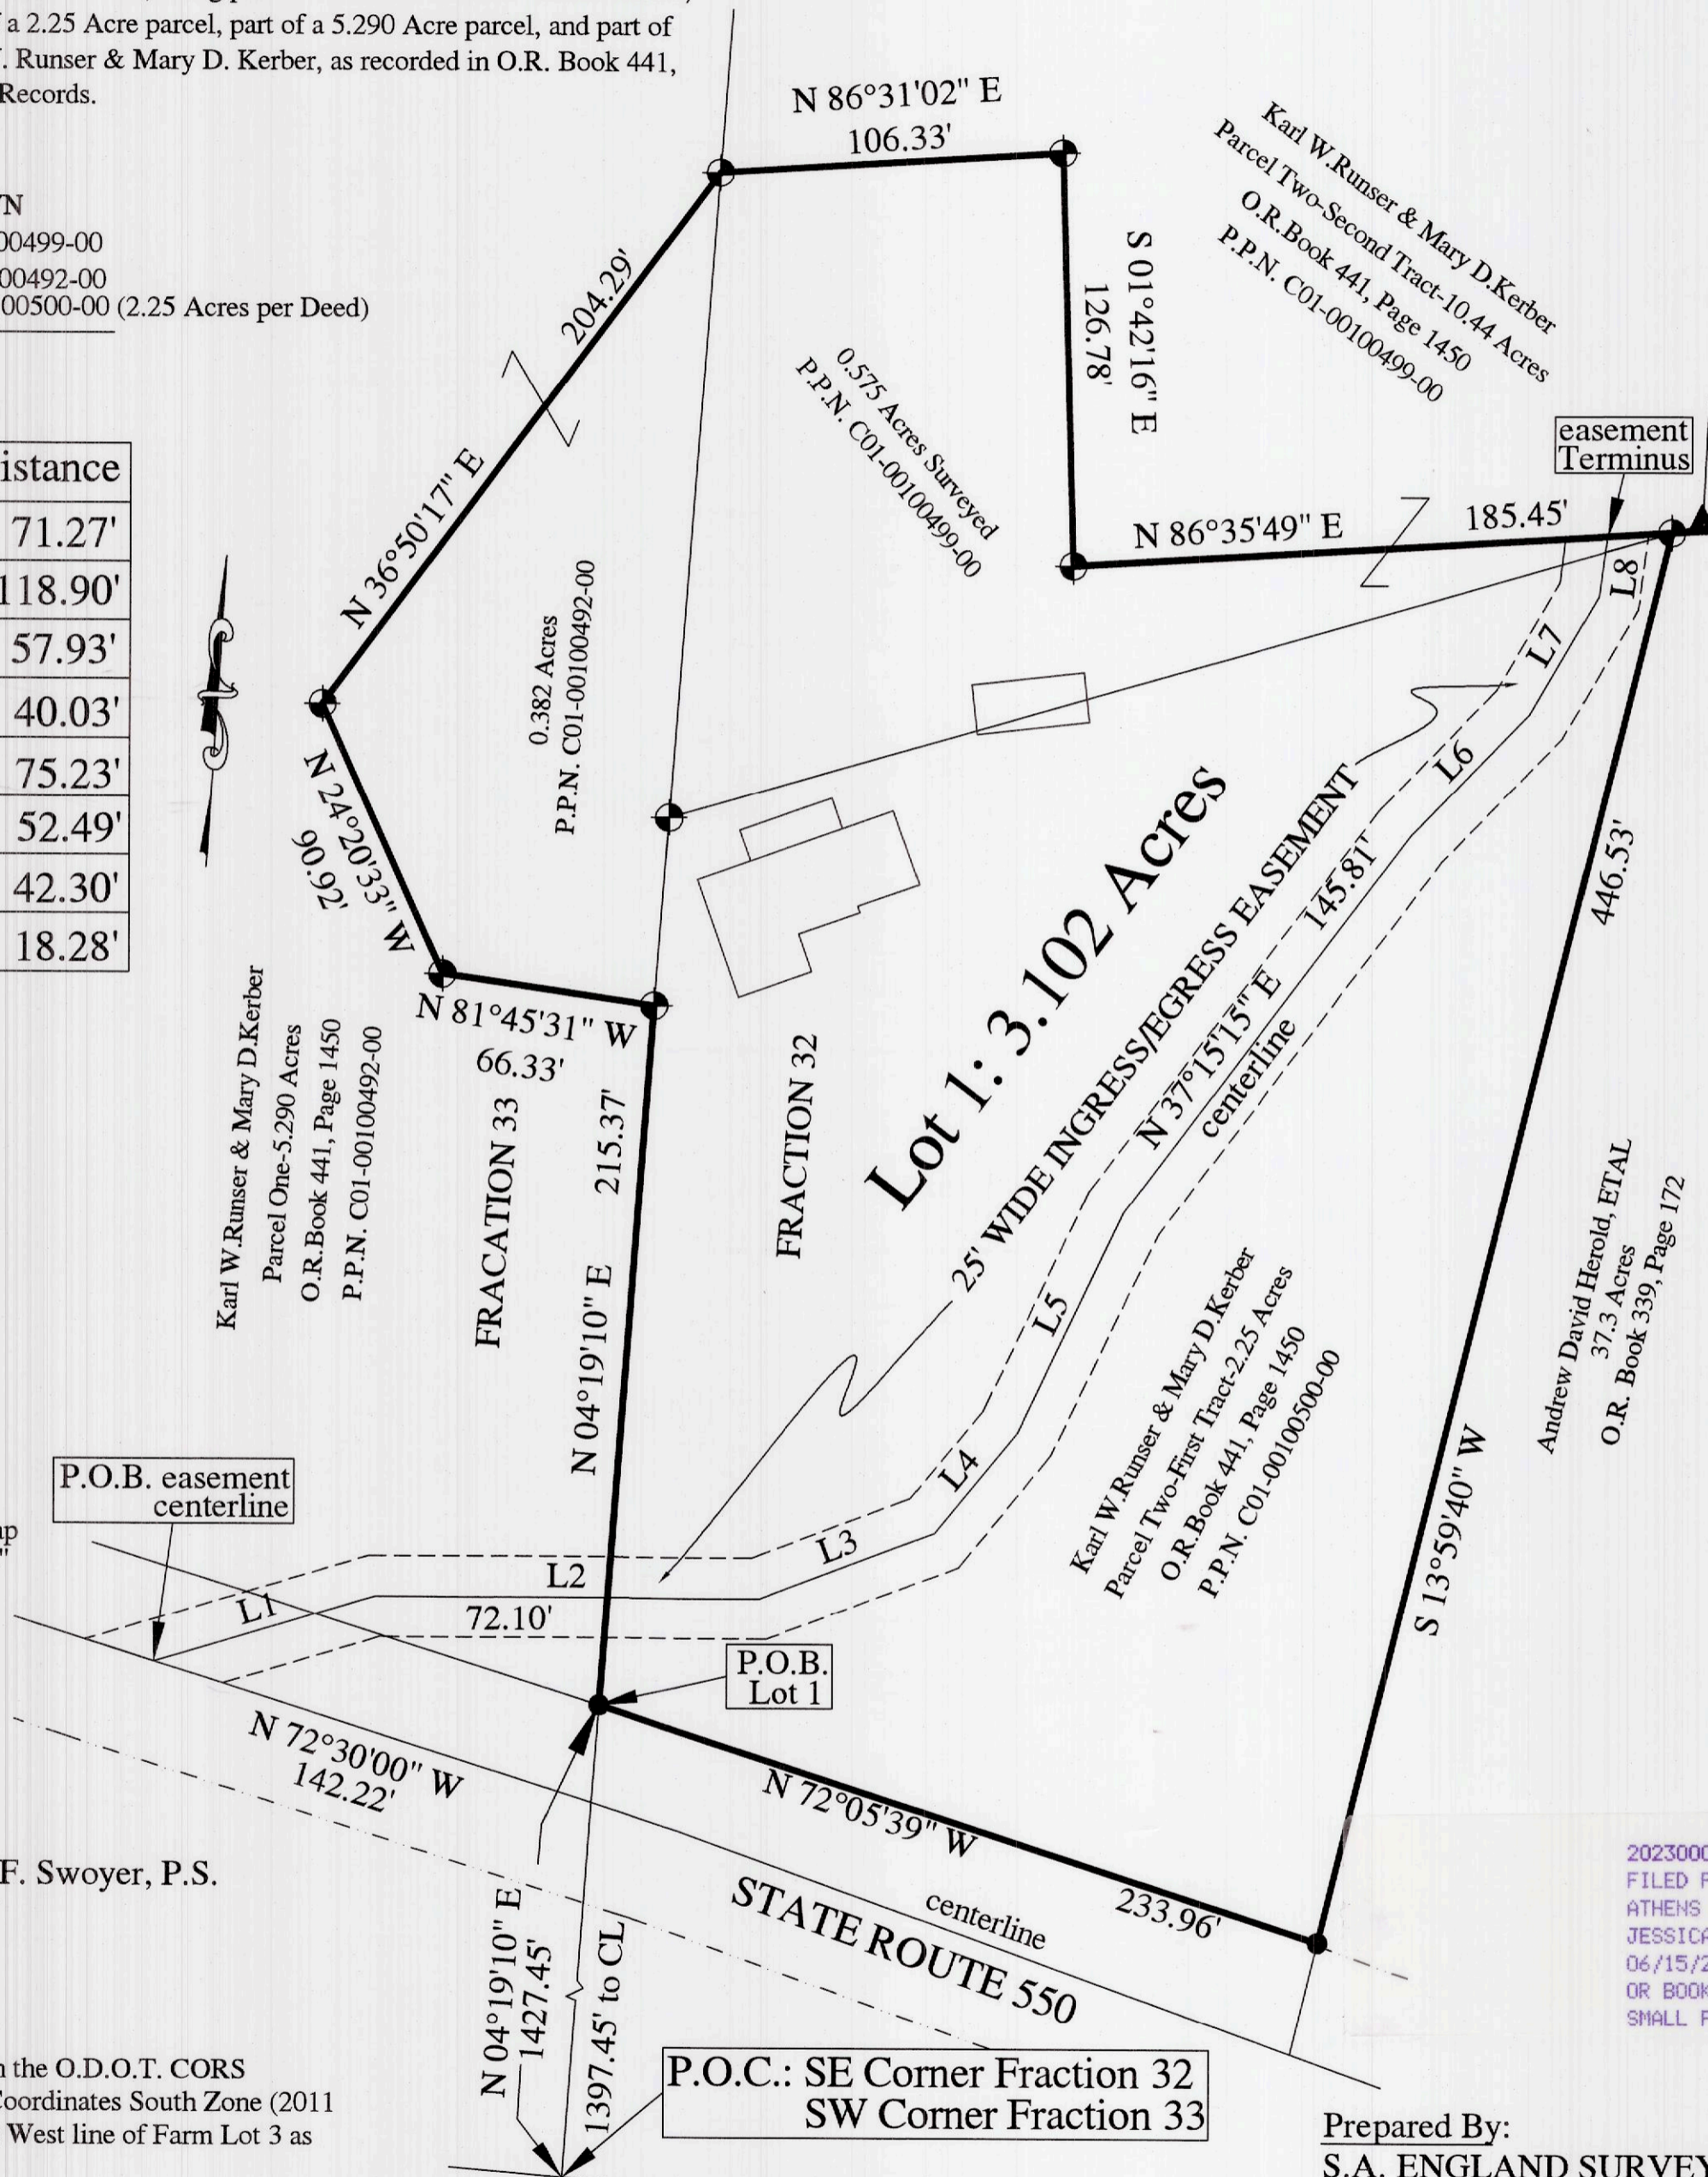 a 2.25 Acre parcel, part of a 5.290 Acre parcel, and part of
. Runser & Mary D. Kerber, as recorded in O.R. Book 441,
Records.
00499-00
00492-00
00500-00 (2.25 Acres per Deed)
istance
71.27'
118.90'
57.93'
40.03'
75.23'
52.49'
42.30'
18.28'
N 86°31'02" E
106.33'
S 01°42'16" E
126.78'
Karl W.Runser & Mary D.Kerber
Parcel Two-Second Tract-10.44 Acres
O.R.Book 441, Page 1450
P.P.N. C01-00100499-00
204.29'
N 36°50'17" E
0.575 Acres Surveyed
P.P.N. C01-00100499-00
easement
Terminus
N 86°35'49" E
185.45'
0.382 Acres
P.P.N. C01-00100492-00
L8
L7
L6
N 24°20'33" W
90.92'
N 81°45'31" W
66.33'
Lot 1: 3.102 Acres
25' WIDE INGRESS/EGRESS EASEMENT
145.81'
N 37°15'15" E
centerline
446.53'
S 13°59'40" W
Karl W.Runser & Mary D.Kerber
Parcel One-5.290 Acres
O.R.Book 441, Page 1450
P.P.N. C01-00100492-00
FRACATION 33
215.37'
N 04°19'10" E
FRACTION 32
L5
L4
L3
Karl W.Runser & Mary D.Kerber
Parcel Two-First Tract-2.25 Acres
O.R.Book 441, Page 1450
P.P.N. C01-00100500-00
Andrew David Herold, ETAL
37.3 Acres
O.R. Book 339, Page 172
P.O.B. easement
centerline
L1
L2
72.10'
P.O.B.
Lot 1
N 72°30'00" W
142.22'
N 72°05'39" W
233.96'
centerline
STATE ROUTE 550
F. Swoyer, P.S.
N 04°19'10" E
1427.45'
1397.45' to CL
P.O.C.: SE Corner Fraction 32
SW Corner Fraction 33
the O.D.O.T. CORS
Coordinates South Zone (2011
West line of Farm Lot 3 as
2023000
FILED
ATHENS
JESSICA
06/15/2
OR BOOK
SMALL
Prepared By:
S.A. ENGLAND SURVEY